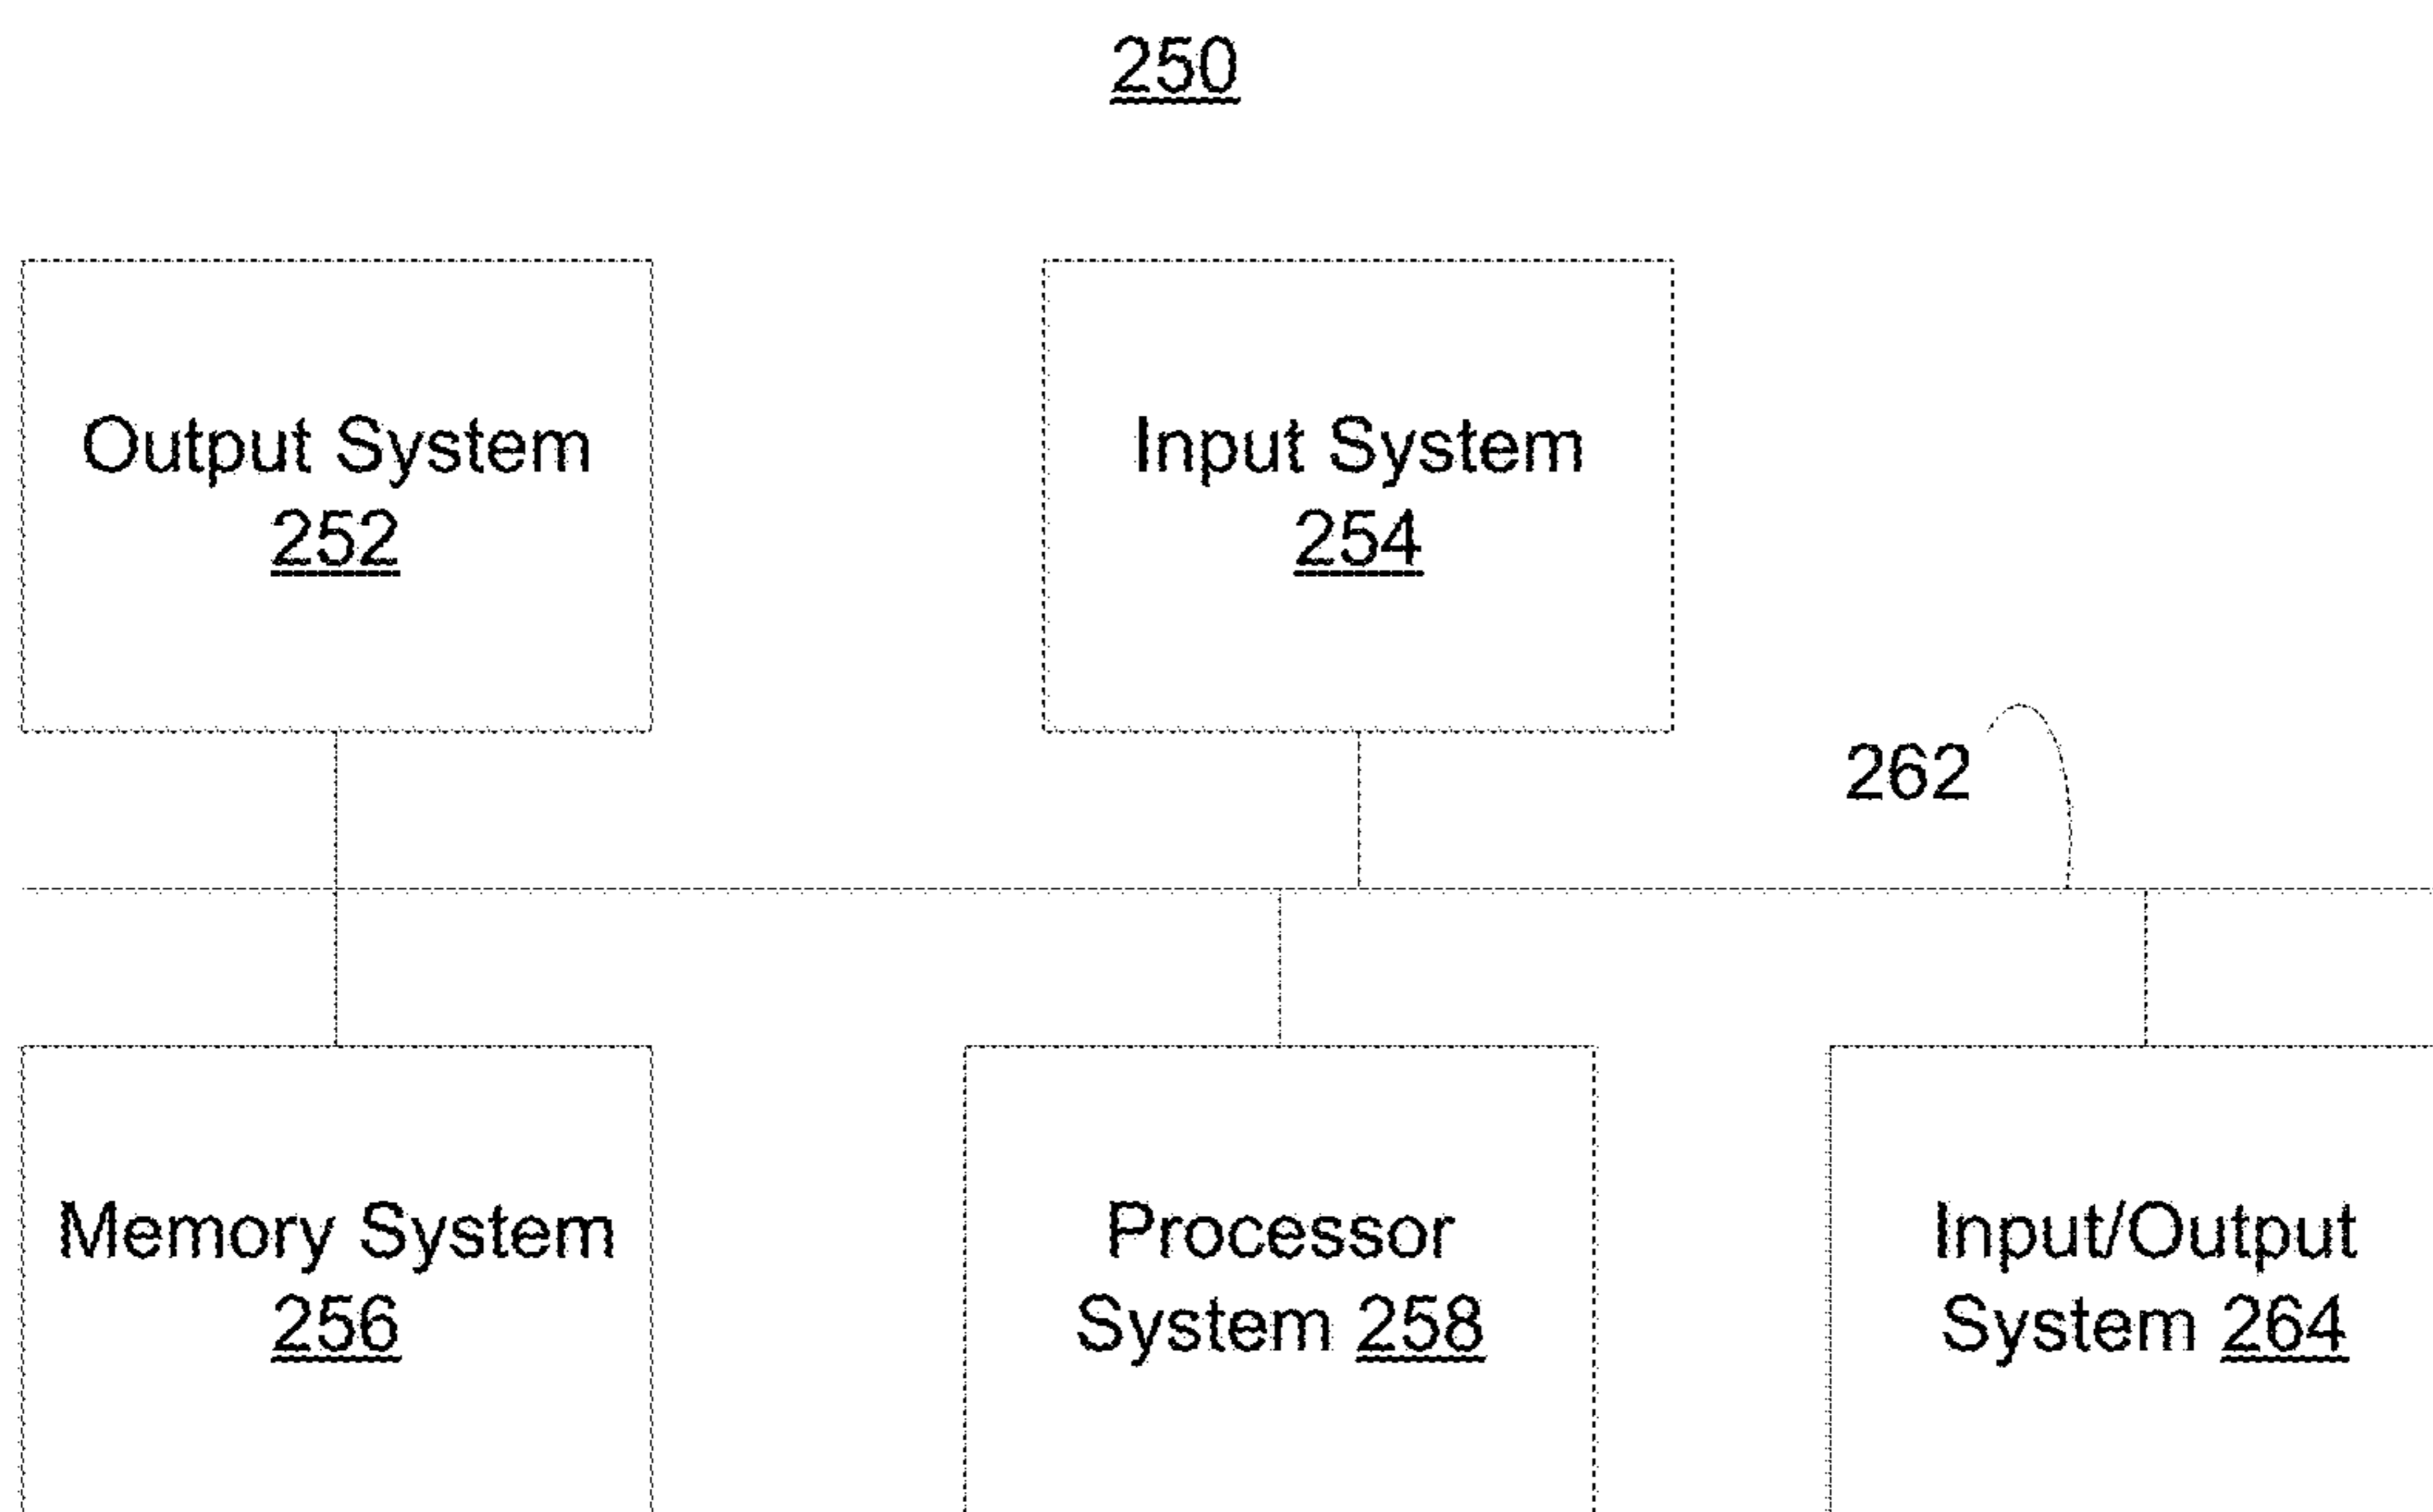 250
Output System
252
Input System
254
262
Memory System
256
Processor
System 258
Input/Output
System 264